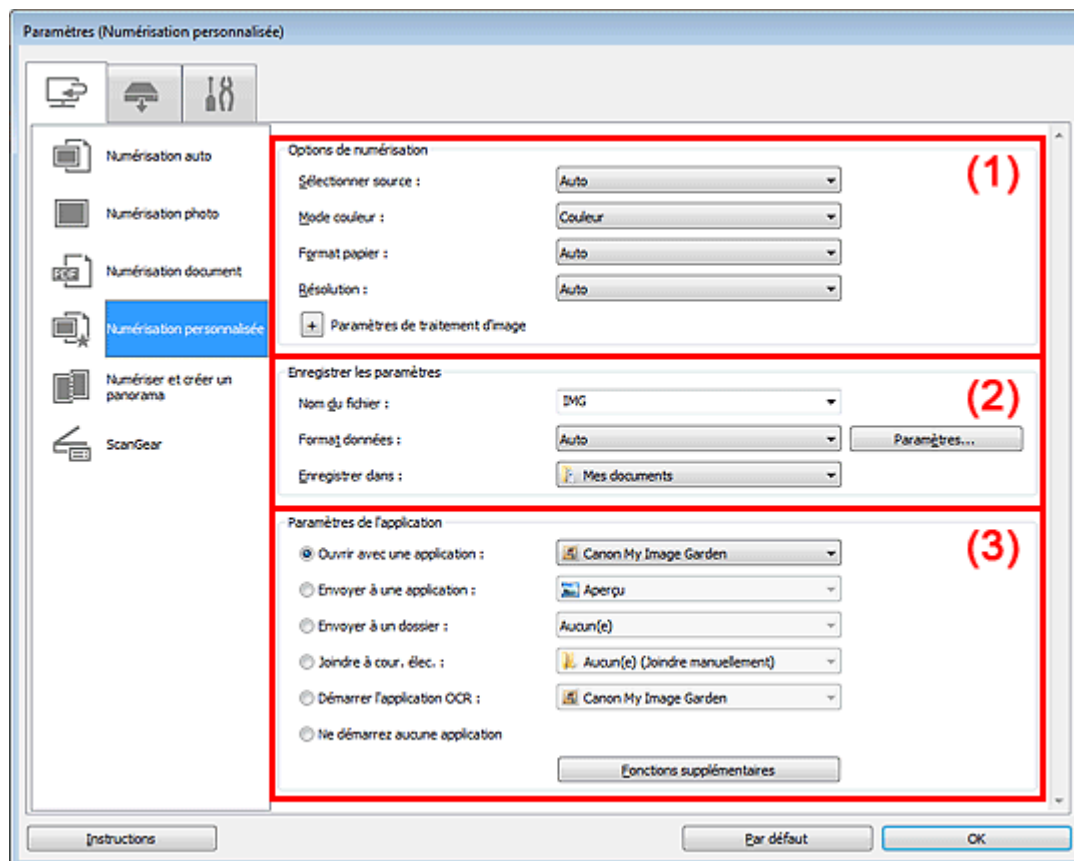 Paramètres (Numérisation personnalisée)
Numérisation auto
Numérisation photo
PDF
Numérisation document
Numérisation personnalisée
Numériser et créer un
panorama
ScanGear
Options de numérisation
(1)
Sélectionner source : Auto
Mode couleur : Couleur
Format papier : Auto
Résolution : Auto
+ Paramètres de traitement d'image
Enregistrer les paramètres
(2)
Nom du fichier : IMG
Format données : Auto Paramètres...
Enregistrer dans : Mes documents
Paramètres de l'application
(3)
Ouvrir avec une application : Canon My Image Garden
Envoyer à une application : Aperçu
Envoyer à un dossier : Aucun(e)
Joindre à cour. élec. : Aucun(e) (Joindre manuellement)
Démarrer l'application OCR : Canon My Image Garden
Ne démarrez aucune application
Fonctions supplémentaires
Instructions Par défaut OK